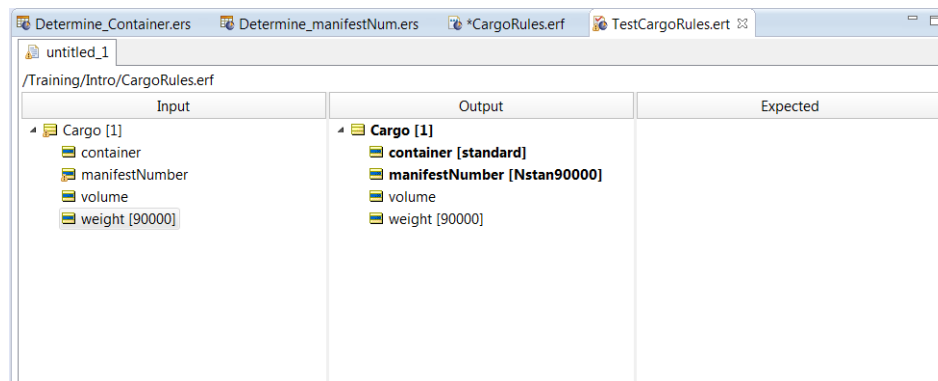 Determine_Container.ers Determine_manifestNum.ers *CargoRules.erf TestCargoRules.ert
untitled_1
/Training/Intro/CargoRules.erf
Input Output Expected
Cargo [1] Cargo [1]
container container [standard]
manifestNumber manifestNumber [Nstan90000]
volume volume
weight [90000] weight [90000]